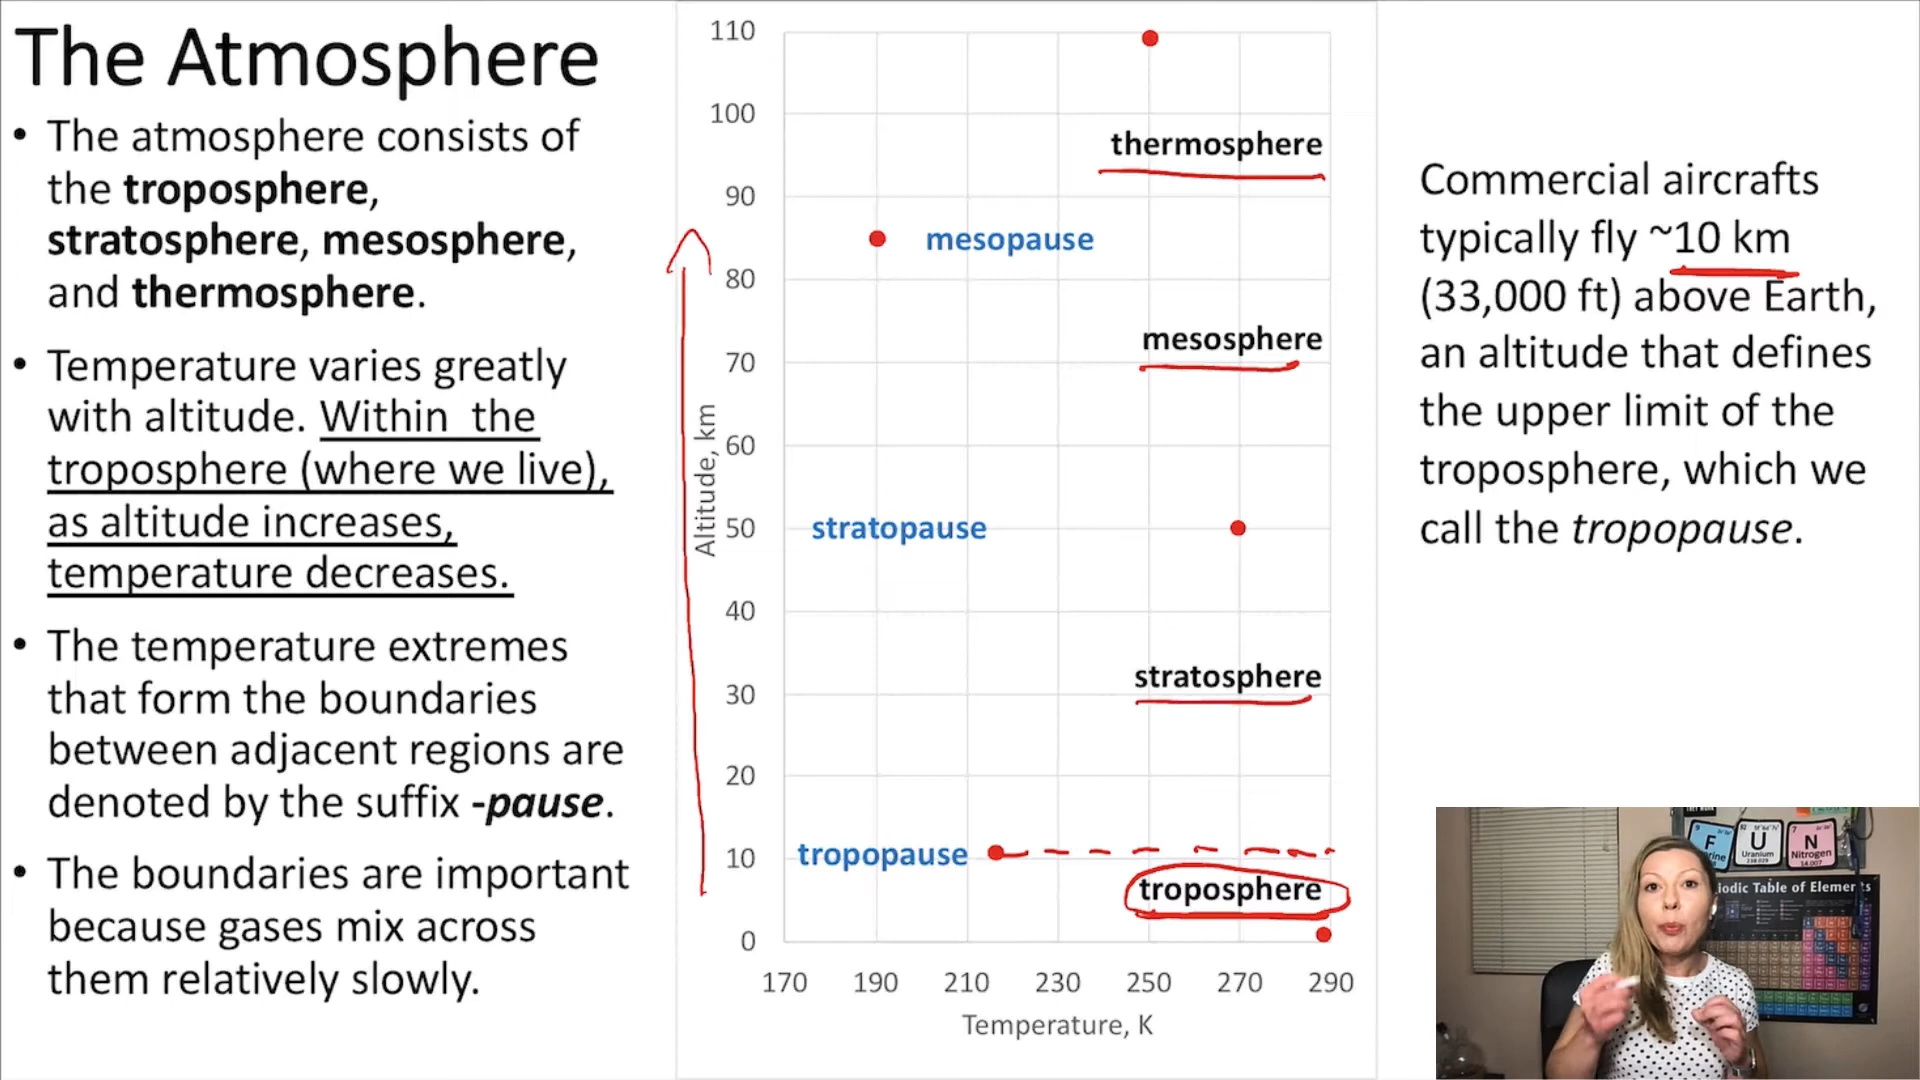 The Atmosphere
• The atmosphere consists of
the troposphere,
stratosphere, mesosphere,
and thermosphere.
• Temperature varies greatly
with altitude. Within the
troposphere (where we live),
as altitude increases,
temperature decreases.
• The temperature extremes
that form the boundaries
between adjacent regions are
denoted by the suffix -pause.
• The boundaries are important
because gases mix across
them relatively slowly.
110
100
thermosphere
90
mesopause
80
mesosphere
70
60
Altitude, km
stratopause
50
40
stratosphere
30
20
tropopause
10
troposphere
0
170 190 210 230 250 270 290
Temperature, K
Commercial aircrafts
typically fly ~10 km
(33,000 ft) above Earth,
an altitude that defines
the upper limit of the
troposphere, which we
call the tropopause.
F U N
Uranium Nitrogen
14.007
Table of Elements